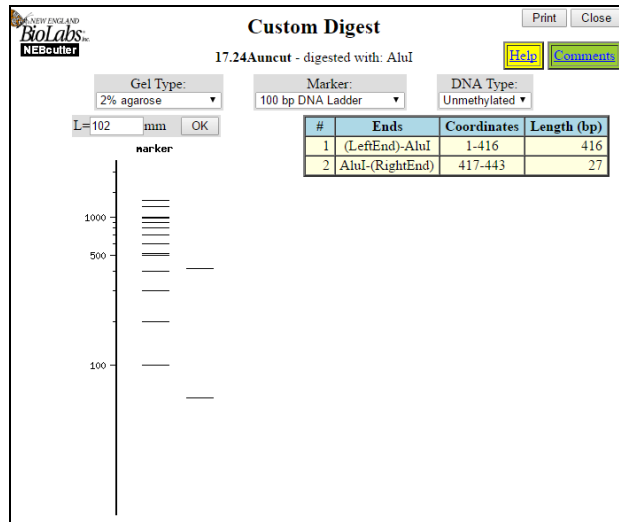 NEW ENGLAND
BioLabs Inc.
NEBcutter
Custom Digest
Print Close
17.24Auncut - digested with: AluI
Help Comments
Gel Type: Marker: DNA Type:
2% agarose 100 bp DNA Ladder Unmethylated
L= 102 mm OK
# Ends Coordinates Length (bp)
1 (LeftEnd)-AluI 1-416 416
2 AluI-(RightEnd) 417-443 27
marker
1000
500
100